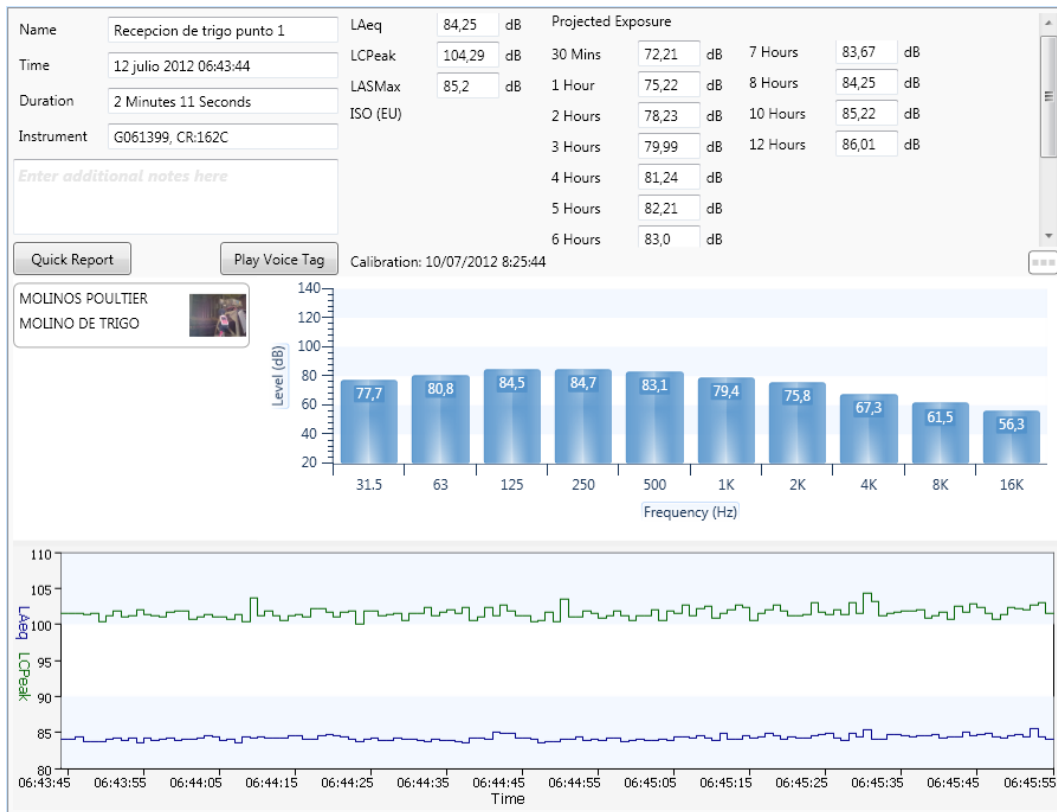 Name Recepcion de trigo punto 1
Time 12 julio 2012 06:43:44
Duration 2 Minutes 11 Seconds
Instrument G061399, CR:162C
Enter additional notes here
Quick Report Play Voice Tag
LAeq 84,25 dB
LCPeak 104,29 dB
LASMax 85,2 dB
ISO (EU)
Projected Exposure
30 Mins 72,21 dB
1 Hour 75,22 dB
2 Hours 78,23 dB
3 Hours 79,99 dB
4 Hours 81,24 dB
5 Hours 82,21 dB
6 Hours 83,0 dB
7 Hours 83,67 dB
8 Hours 84,25 dB
10 Hours 85,22 dB
12 Hours 86,01 dB
Calibration: 10/07/2012 8:25:44
MOLINOS POULTIER
MOLINO DE TRIGO
Level (dB)
140
120
100
80
60
40
20
77,7 80,8 84,5 84,7 83,1 79,4 75,8 67,3 61,5 56,3
31.5 63 125 250 500 1K 2K 4K 8K 16K
Frequency (Hz)
LAeq LCPeak
110
105
100
95
90
85
80
06:43:45 06:43:55 06:44:05 06:44:15 06:44:25 06:44:35 06:44:45 06:44:55 06:45:05 06:45:15 06:45:25 06:45:35 06:45:45 06:45:55
Time